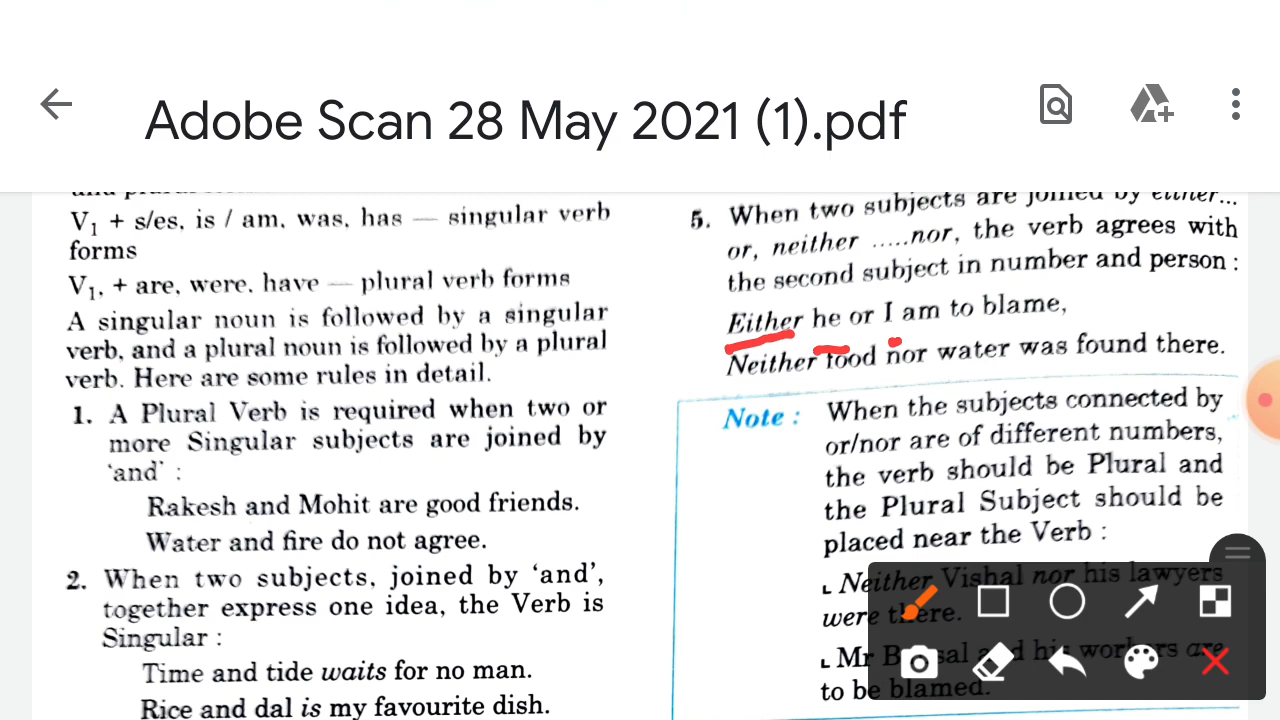 Adobe Scan 28 May 2021 (1).pdf
V₁ + s/es, is / am, was, has — singular verb
forms
V₁, + are, were, have — plural verb forms
A singular noun is followed by a singular
verb, and a plural noun is followed by a plural
verb. Here are some rules in detail.
1. A Plural Verb is required when two or
more Singular subjects are joined by
'and' :
Rakesh and Mohit are good friends.
Water and fire do not agree.
2. When two subjects, joined by 'and',
together express one idea, the Verb is
Singular :
Time and tide waits for no man.
Rice and dal is my favourite dish.
5. When two subjects are joined by either...
or, neither .....nor, the verb agrees with
the second subject in number and person :
Either he or I am to blame,
Neither food nor water was found there.
Note : When the subjects connected by
or/nor are of different numbers,
the verb should be Plural and
the Plural Subject should be
placed near the Verb :
Neither Vishal nor his lawyers
were there.
Mr and his workers are
to be blamed.